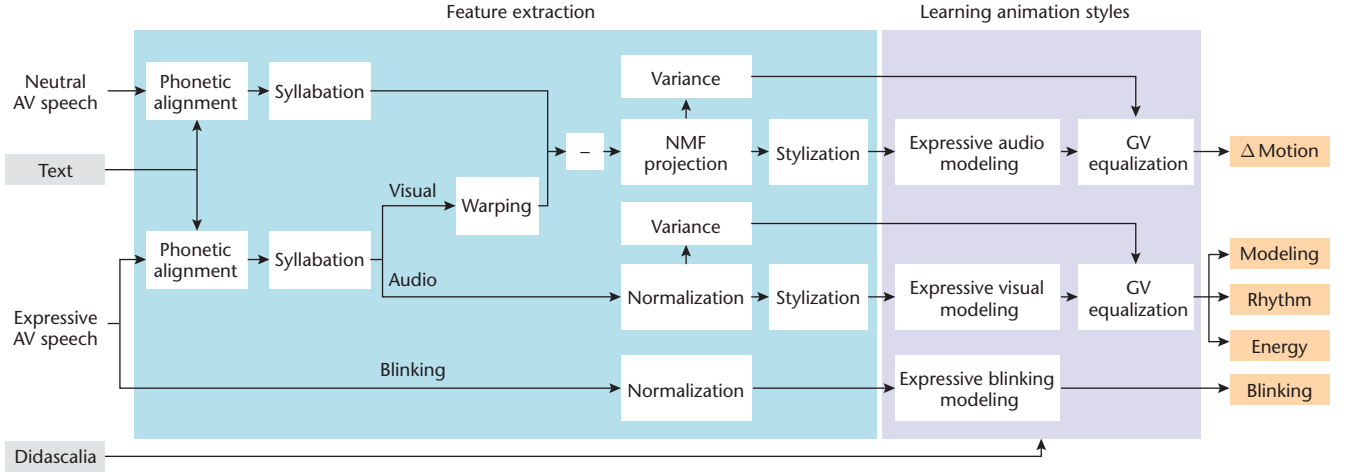 Feature extraction
Learning animation styles
Neutral
AV speech
Phonetic
alignment
Syllabation
Variance
Text
–
NMF
projection
Stylization
Expressive audio
modeling
GV
equalization
Δ Motion
Visual
Warping
Phonetic
alignment
Syllabation
Audio
Variance
Normalization
Stylization
Expressive visual
modeling
GV
equalization
Modeling
Rhythm
Energy
Expressive
AV speech
Blinking
Normalization
Expressive blinking
modeling
Blinking
Didascalia